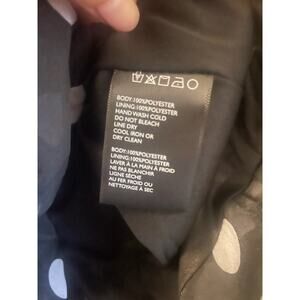 BODY:100%POLYESTER
LINING:100%POLYESTER
HAND WASH COLD
DO NOT BLEACH
LINE DRY
COOL IRON OR
DRY CLEAN
BODY:100%POLYESTER
LINING:100%POLYESTER
LAVER À LA MAIN À FROID
NE PAS BLANCHIR
LIGNE SÈCHE
AU FER FROID OU
NETTOYAGE À SEC